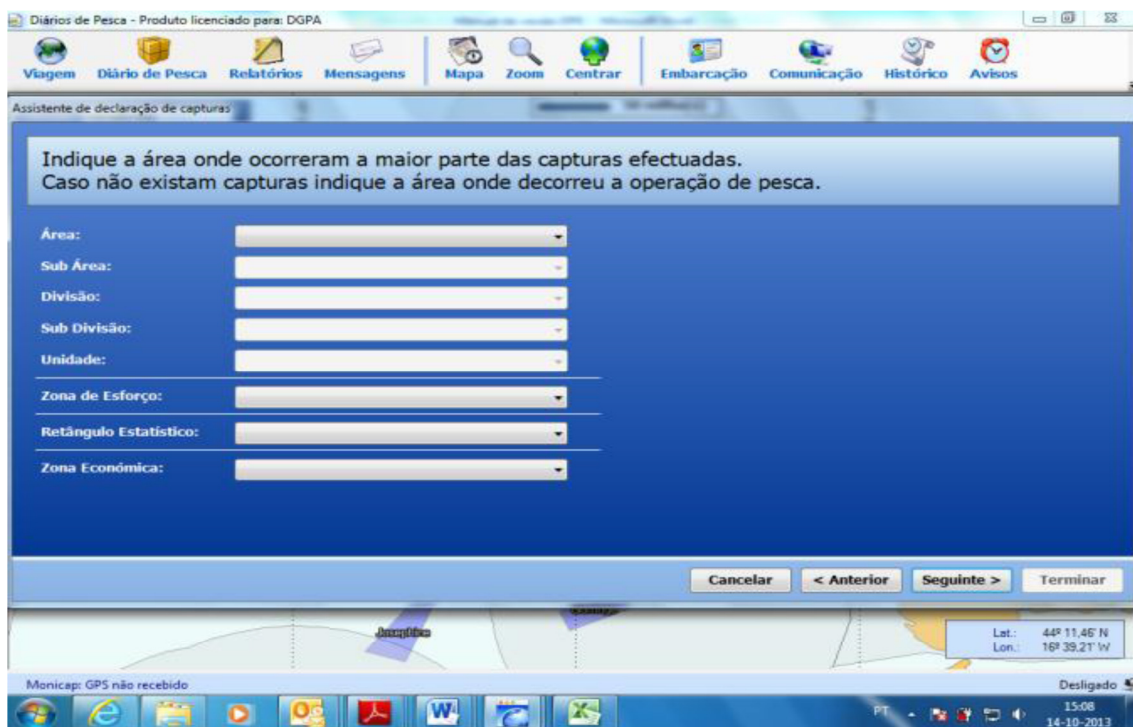 Diários de Pesca - Produto licenciado para: DGPA
Viagem Diário de Pesca Relatórios Mensagens Mapa Zoom Centrar Embarcação Comunicação Histórico Avisos
Assistente de declaração de capturas
Indique a área onde ocorreram a maior parte das capturas efectuadas.
Caso não existam capturas indique a área onde decorreu a operação de pesca.
Área:
Sub Área:
Divisão:
Sub Divisão:
Unidade:
Zona de Esforço:
Retângulo Estatístico:
Zona Económica:
Cancelar < Anterior Seguinte > Terminar
Josephine
Lat.: 44º 11,46' N
Lon.: 16º 39,21' W
Monicap: GPS não recebido Desligado
PT 15:08
14-10-2013